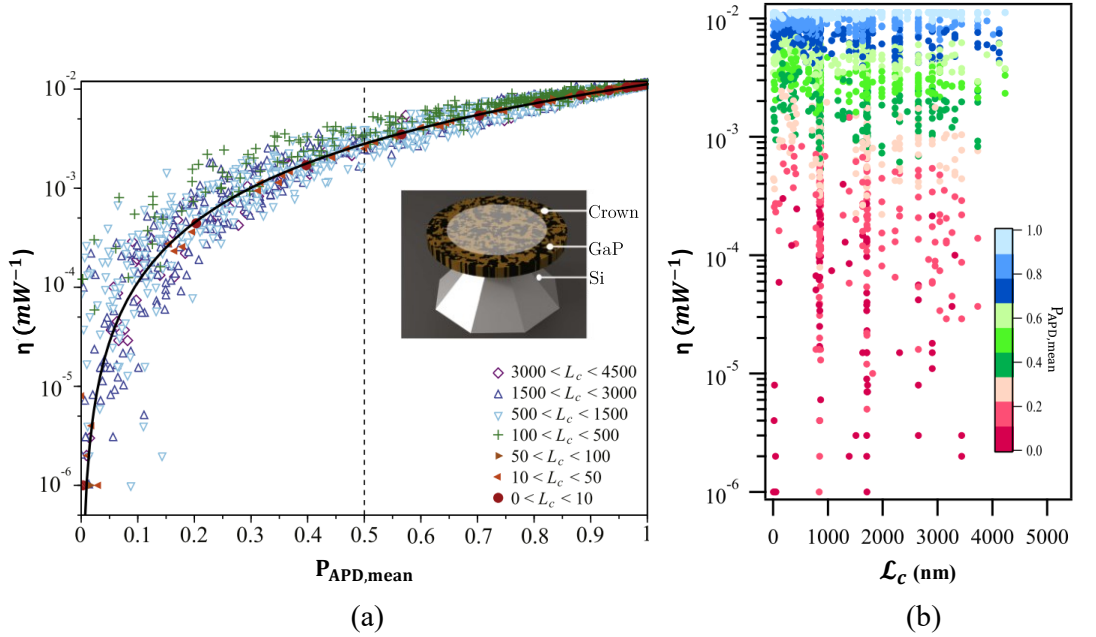 η (mW⁻¹)
10⁻²
10⁻³
10⁻⁴
10⁻⁵
10⁻⁶
0 0.1 0.2 0.3 0.4 0.5 0.6 0.7 0.8 0.9 1
P_APD,mean
Crown
GaP
Si
3000 < L_c < 4500
1500 < L_c < 3000
500 < L_c < 1500
100 < L_c < 500
50 < L_c < 100
10 < L_c < 50
0 < L_c < 10
(a)
η (mW⁻¹)
10⁻²
10⁻³
10⁻⁴
10⁻⁵
10⁻⁶
0 1000 2000 3000 4000 5000
ℒ_c (nm)
1.0
0.8
0.6
0.4
0.2
0.0
P_APD,mean
(b)